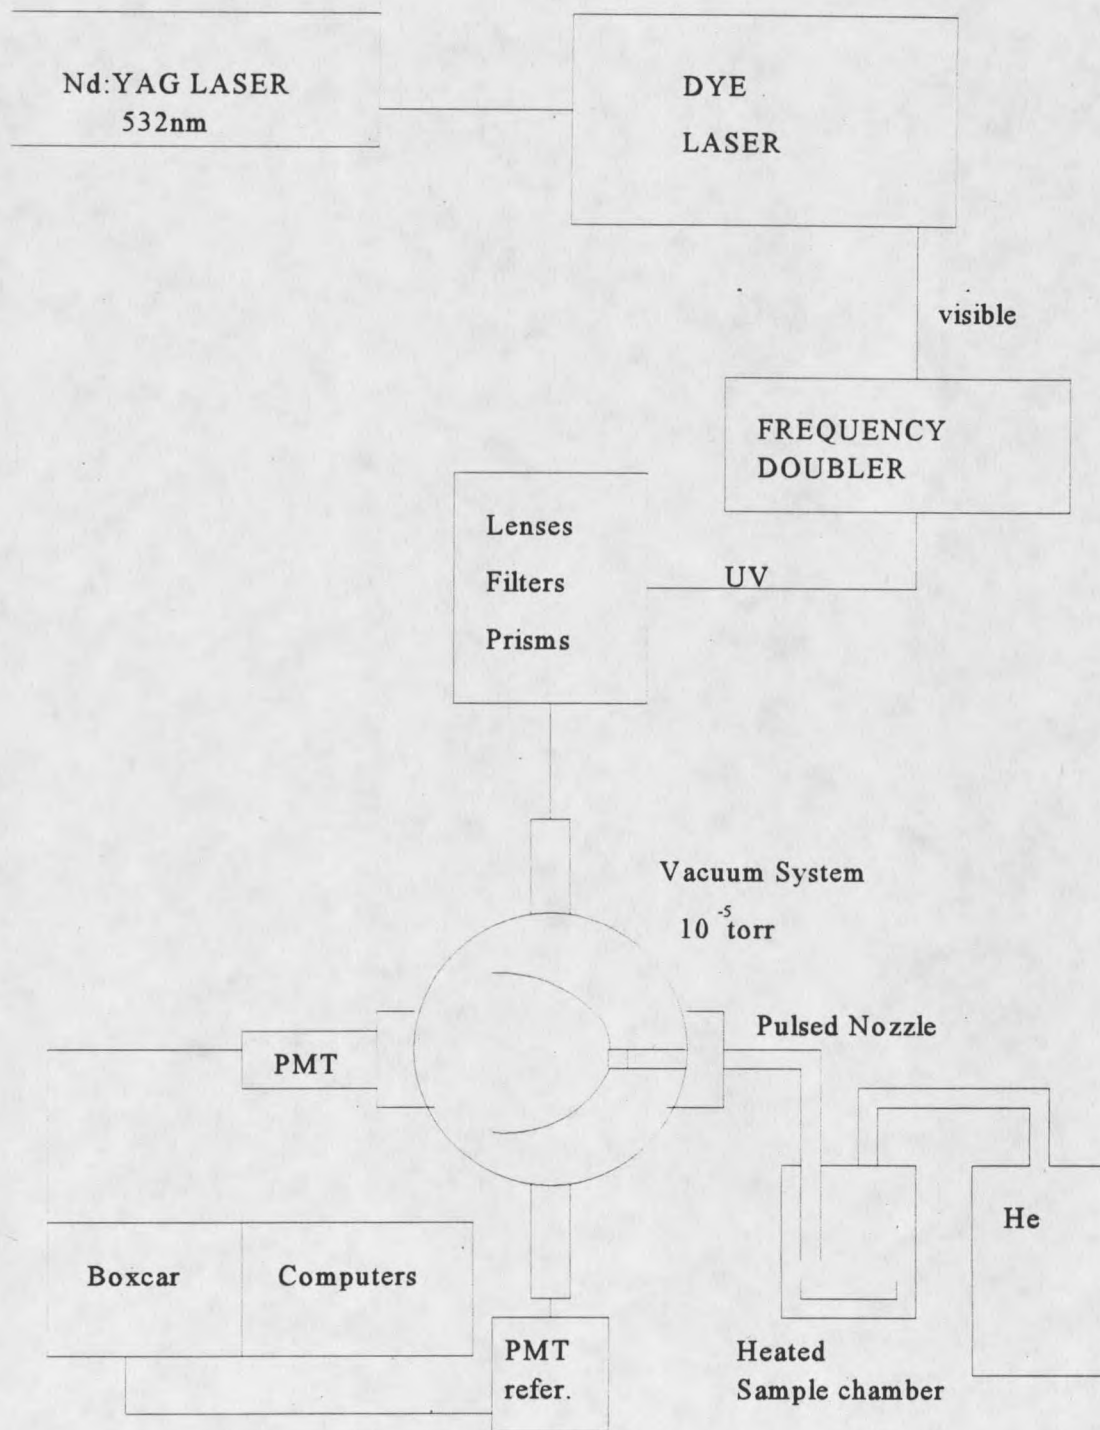 Nd:YAG LASER
532nm
DYE
LASER
visible
FREQUENCY
DOUBLER
UV
Lenses
Filters
Prisms
Vacuum System
10 -5 torr
Pulsed Nozzle
PMT
He
Boxcar
Computers
PMT
refer.
Heated
Sample chamber